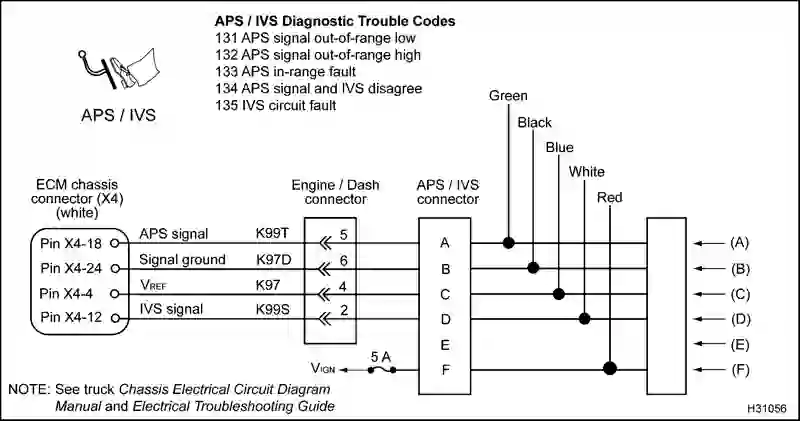 APS / IVS Diagnostic Trouble Codes
131 APS signal out-of-range low
132 APS signal out-of-range high
133 APS in-range fault
134 APS signal and IVS disagree
135 IVS circuit fault
APS / IVS
Green
Black
Blue
White
Red
ECM chassis
connector (X4)
(white)
Engine / Dash
connector
APS / IVS
connector
Pin X4-18 APS signal K99T 5 A (A)
Pin X4-24 Signal ground K97D 6 B (B)
Pin X4-4 VREF K97 4 C (C)
Pin X4-12 IVS signal K99S 2 D (D)
E (E)
VIGN 5 A F (F)
NOTE: See truck Chassis Electrical Circuit Diagram
Manual and Electrical Troubleshooting Guide
H31056